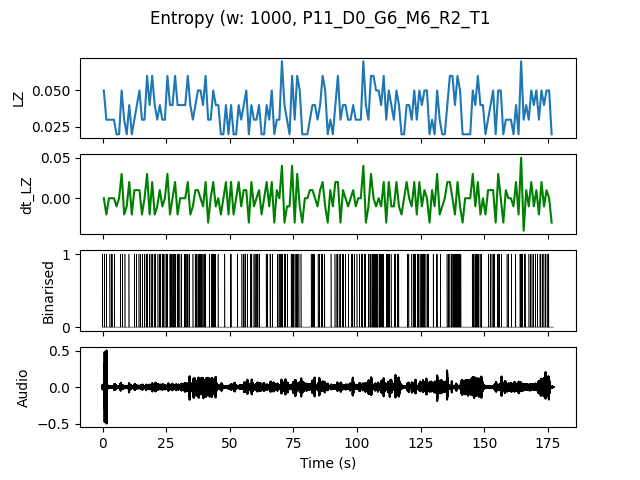 Entropy (w: 1000, P11_D0_G6_M6_R2_T1
LZ
0.050
0.025
dt_LZ
0.05
0.00
Binarised
1
0
Audio
0.5
0.0
−0.5
0 25 50 75 100 125 150 175
Time (s)